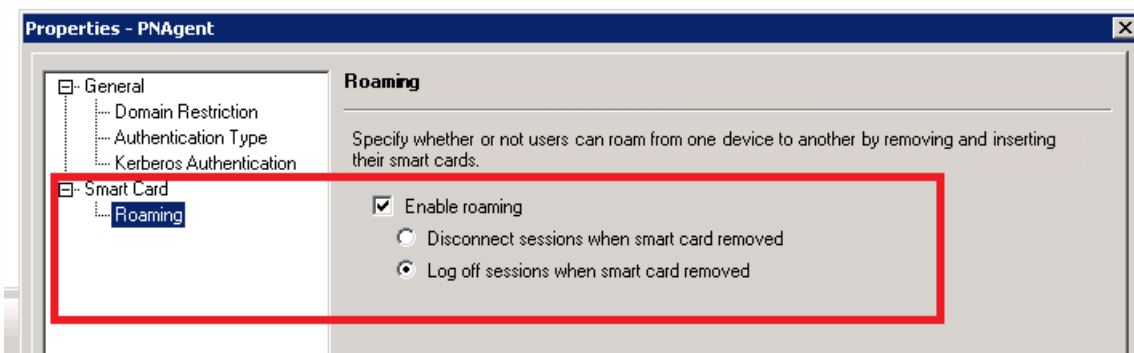 Properties - PNAgent
General
Domain Restriction
Authentication Type
Kerberos Authentication
Smart Card
Roaming
Roaming
Specify whether or not users can roam from one device to another by removing and inserting
their smart cards.
Enable roaming
Disconnect sessions when smart card removed
Log off sessions when smart card removed